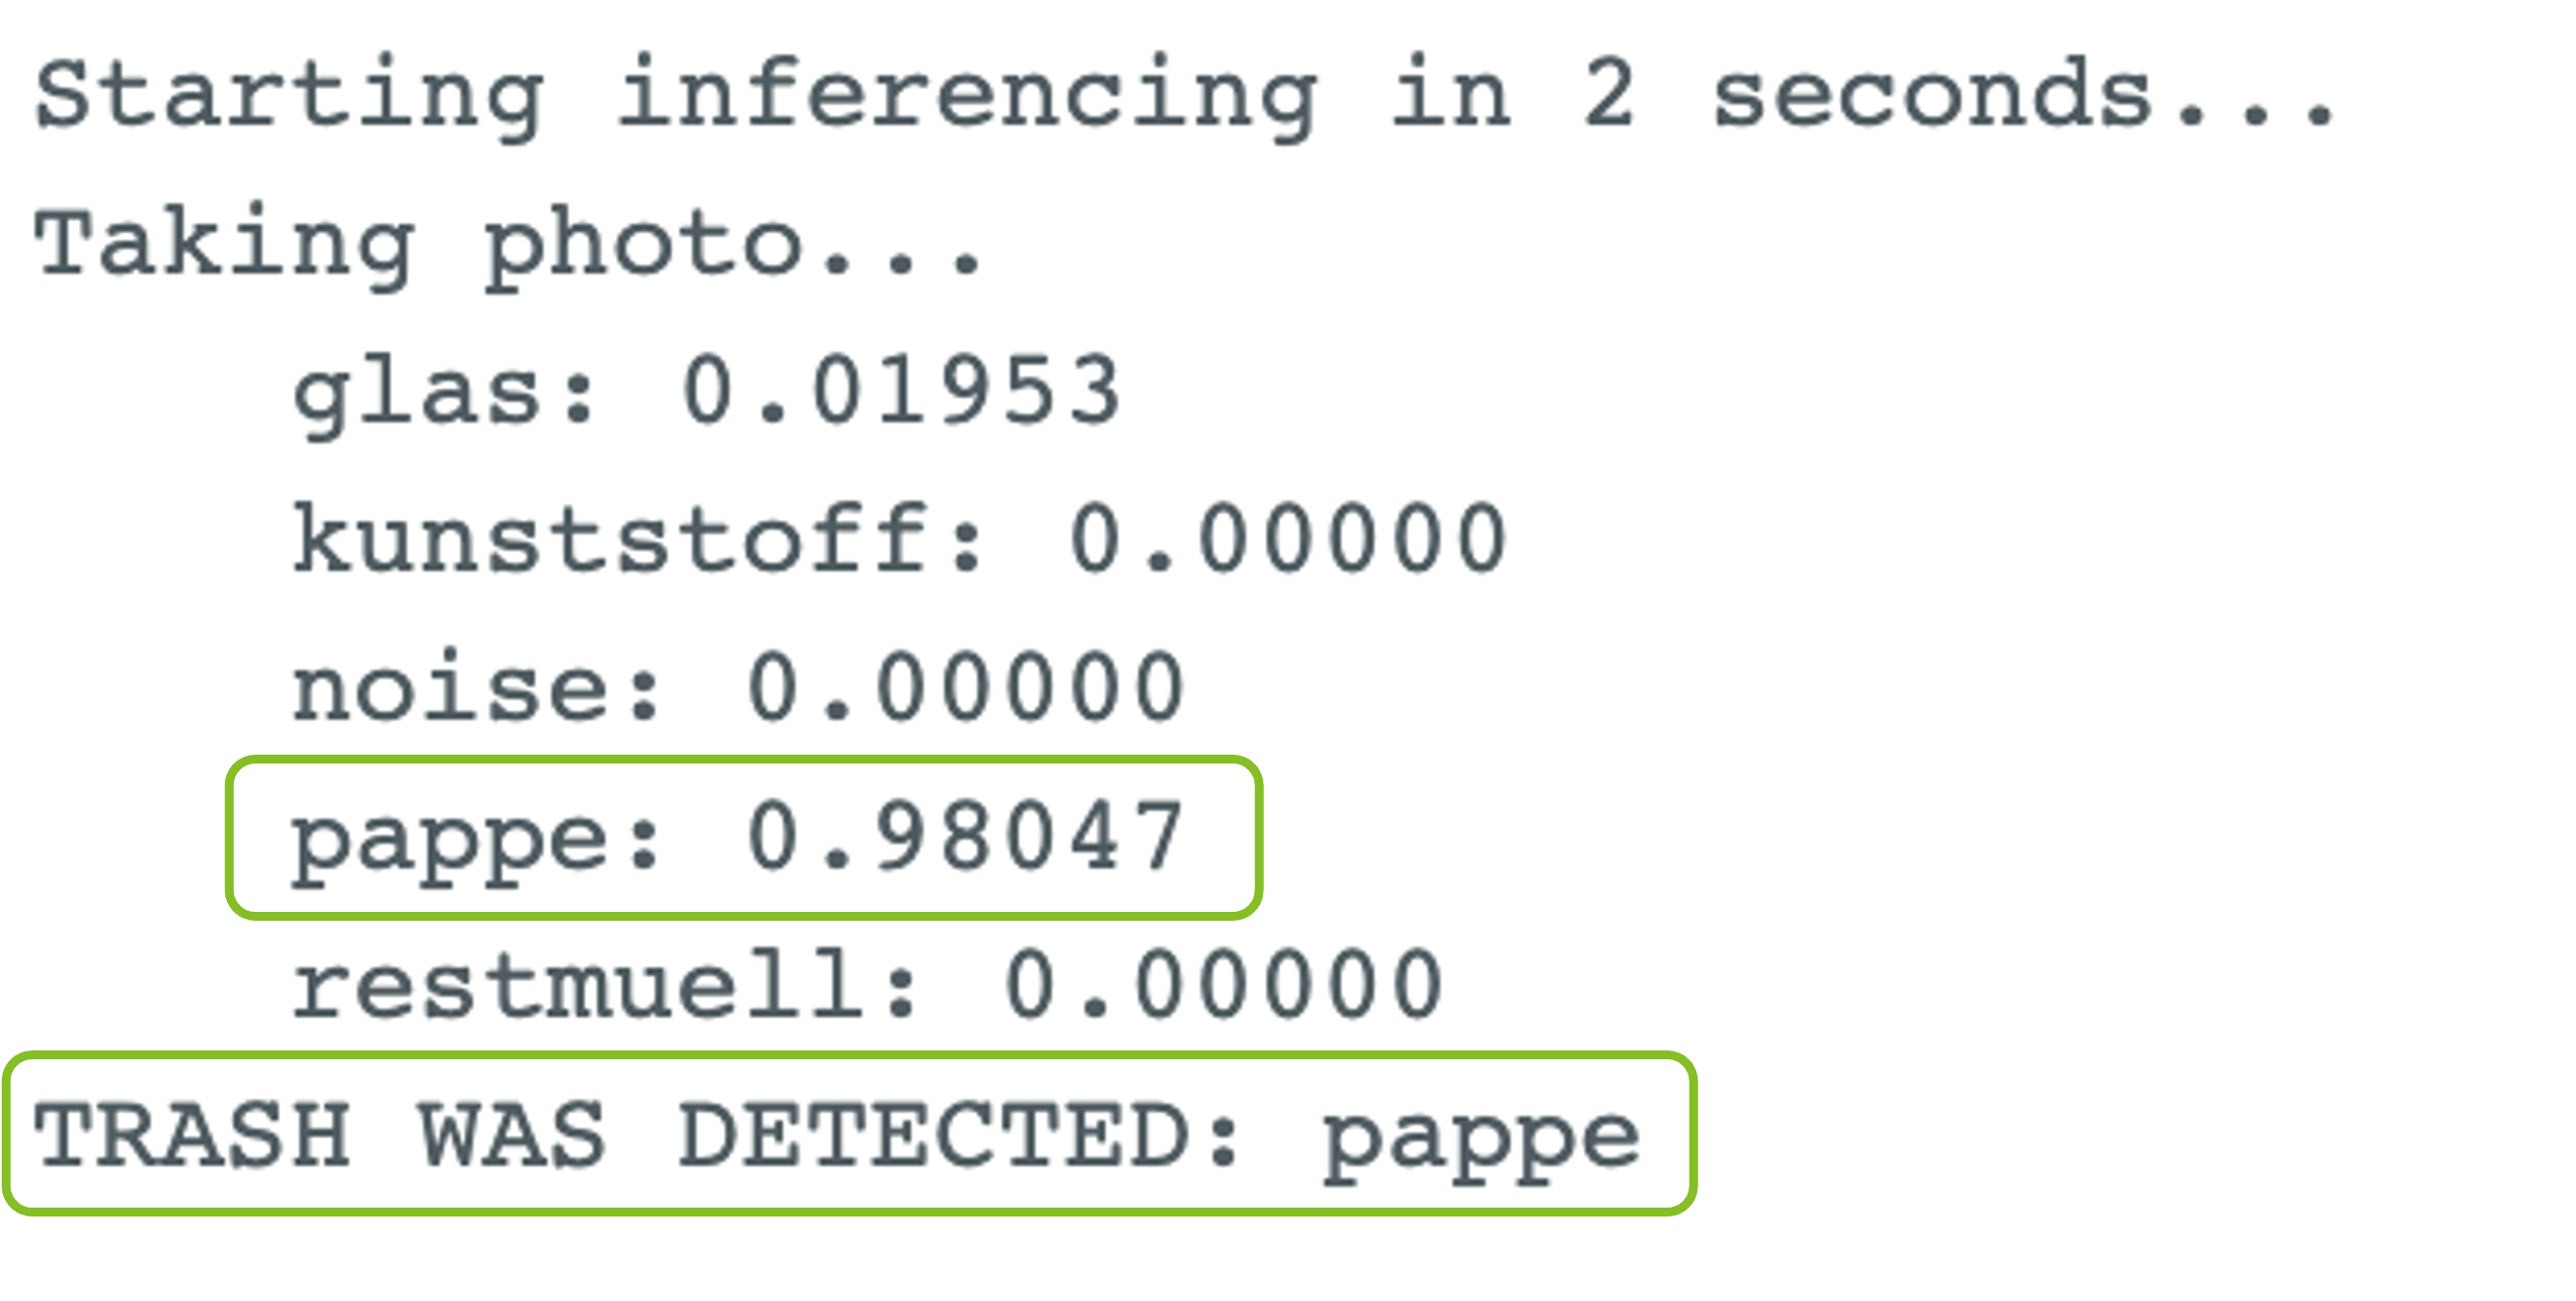 Starting inferencing in 2 seconds...
Taking photo...
glas: 0.01953
kunststoff: 0.00000
noise: 0.00000
pappe: 0.98047
restmuell: 0.00000
TRASH WAS DETECTED: pappe